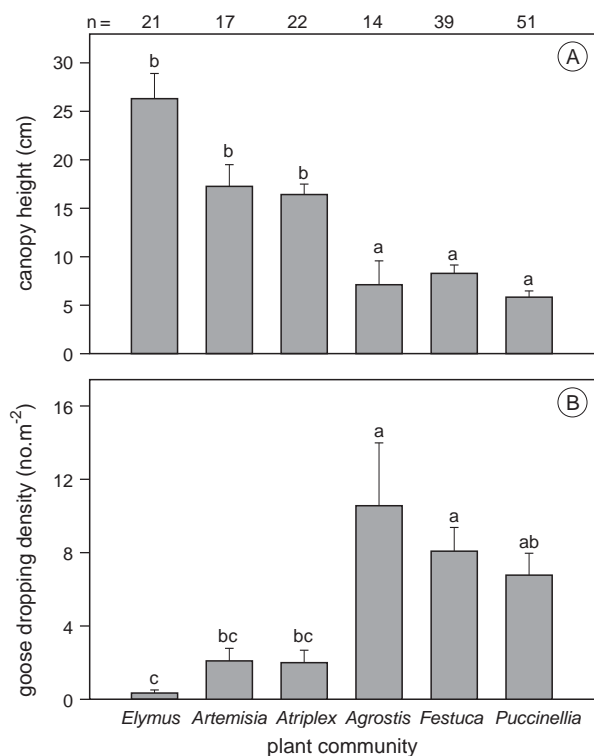 n = 21 17 22 14 39 51
A
30
25
20
15
10
5
0
canopy height (cm)
b b b a a a
B
16
12
8
4
0
goose dropping density (no.m-2)
c bc bc a a ab
Elymus Artemisia Atriplex Agrostis Festuca Puccinellia
plant community